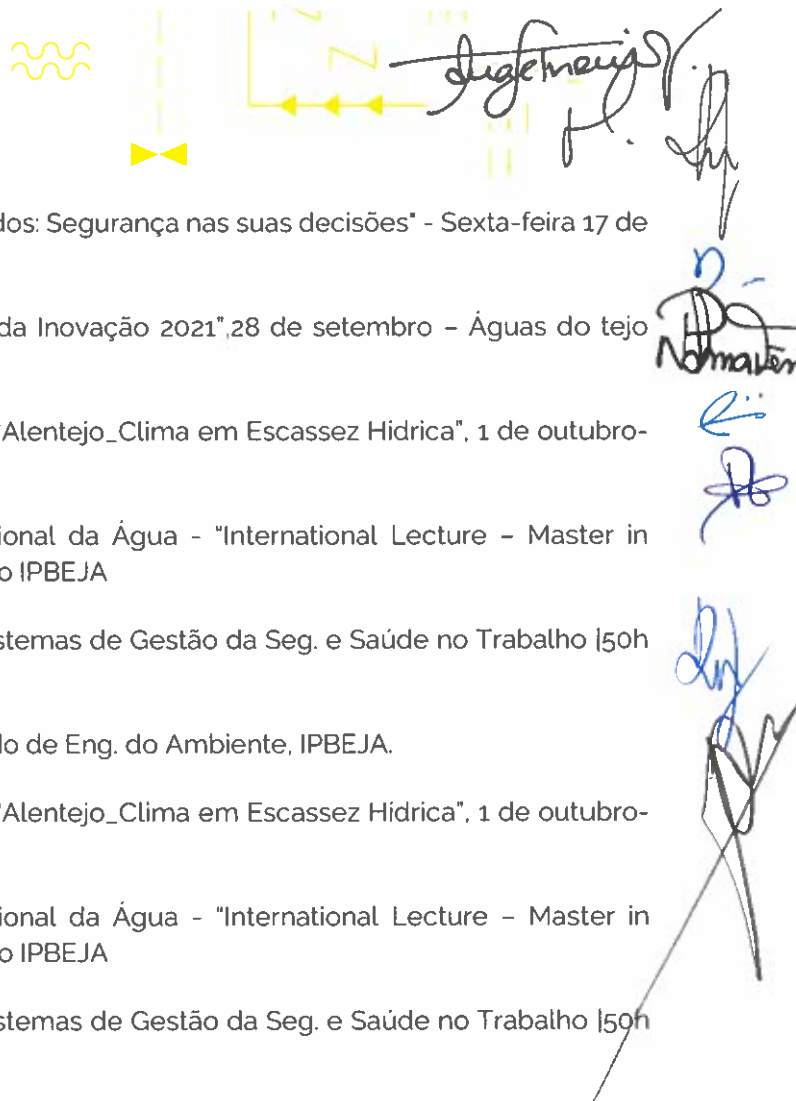 dos: Segurança nas suas decisões" - Sexta-feira 17 de
da Inovação 2021",28 de setembro – Águas do tejo
"Alentejo_Clima em Escassez Hídrica", 1 de outubro-
ional da Água - "International Lecture – Master in
o IPBEJA
stemas de Gestão da Seg. e Saúde no Trabalho |50h
do de Eng. do Ambiente, IPBEJA.
"Alentejo_Clima em Escassez Hídrica", 1 de outubro-
ional da Água - "International Lecture – Master in
o IPBEJA
stemas de Gestão da Seg. e Saúde no Trabalho |50h